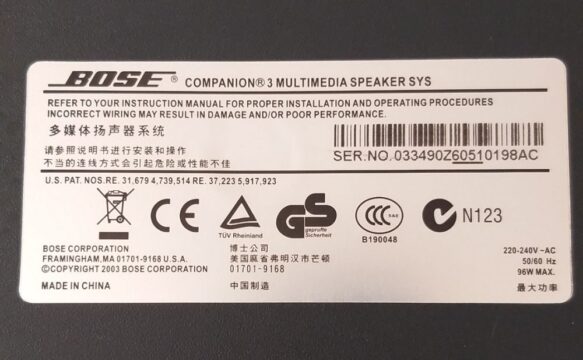 BOSE® COMPANION®3 MULTIMEDIA SPEAKER SYS
REFER TO YOUR INSTRUCTION MANUAL FOR PROPER INSTALLATION AND OPERATING PROCEDURES
INCORRECT WIRING MAY RESULT IN DAMAGE AND/OR POOR PERFORMANCE.
多媒体扬声器系统
请参照说明书进行安装和操作
不当的连线方式会引起危险或性能不佳
SER.NO.033490Z60510198AC
U.S. PAT. NOS.RE. 31,679 4,739,514 RE. 37,223 5,917,923
CE
TÜV Rheinland
GS
geprüfte
Sicherheit
CCC
S&E
B190048
N123
BOSE CORPORATION
FRAMINGHAM, MA 01701-9168 U.S.A.
©COPYRIGHT 2003 BOSE CORPORATION
MADE IN CHINA
博士公司
美国麻省弗明汉市芒顿
01701-9168
中国制造
220-240V ~AC
50/60 Hz
96W MAX.
最大功率